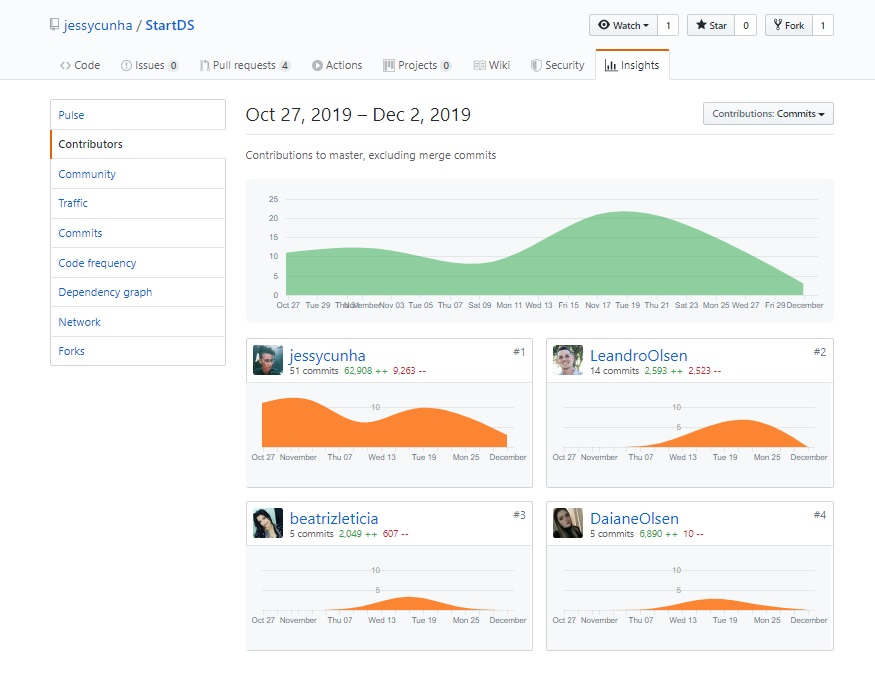 jessycunha / StartDS
Watch 1 Star 0 Fork 1
Code Issues 0 Pull requests 4 Actions Projects 0 Wiki Security Insights
Pulse
Contributors
Community
Traffic
Commits
Code frequency
Dependency graph
Network
Forks
Oct 27, 2019 – Dec 2, 2019
Contributions: Commits
Contributions to master, excluding merge commits
25
20
15
10
5
0
Oct 27 Tue 29 Thu 31 November Nov 03 Tue 05 Thu 07 Sat 09 Mon 11 Wed 13 Fri 15 Nov 17 Tue 19 Thu 21 Sat 23 Mon 25 Wed 27 Fri 29 December
jessycunha #1
51 commits 62,908 ++ 9,263 --
10
Oct 27 November Thu 07 Wed 13 Tue 19 Mon 25 December
LeandroOlsen #2
14 commits 2,593 ++ 2,523 --
10
5
Oct 27 November Thu 07 Wed 13 Tue 19 Mon 25 December
beatrizleticia #3
5 commits 2,049 ++ 607 --
10
5
Oct 27 November Thu 07 Wed 13 Tue 19 Mon 25 December
DaianeOlsen #4
5 commits 6,890 ++ 10 --
10
5
Oct 27 November Thu 07 Wed 13 Tue 19 Mon 25 December